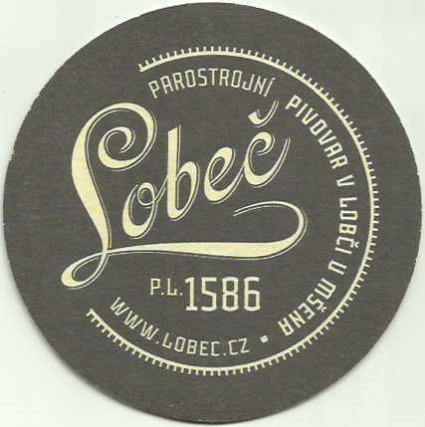 PAROSTROJNÍ PIVOVAR V LOBČI U MŠENA
Lobeč
P.L. 1586
WWW.LOBEC.CZ